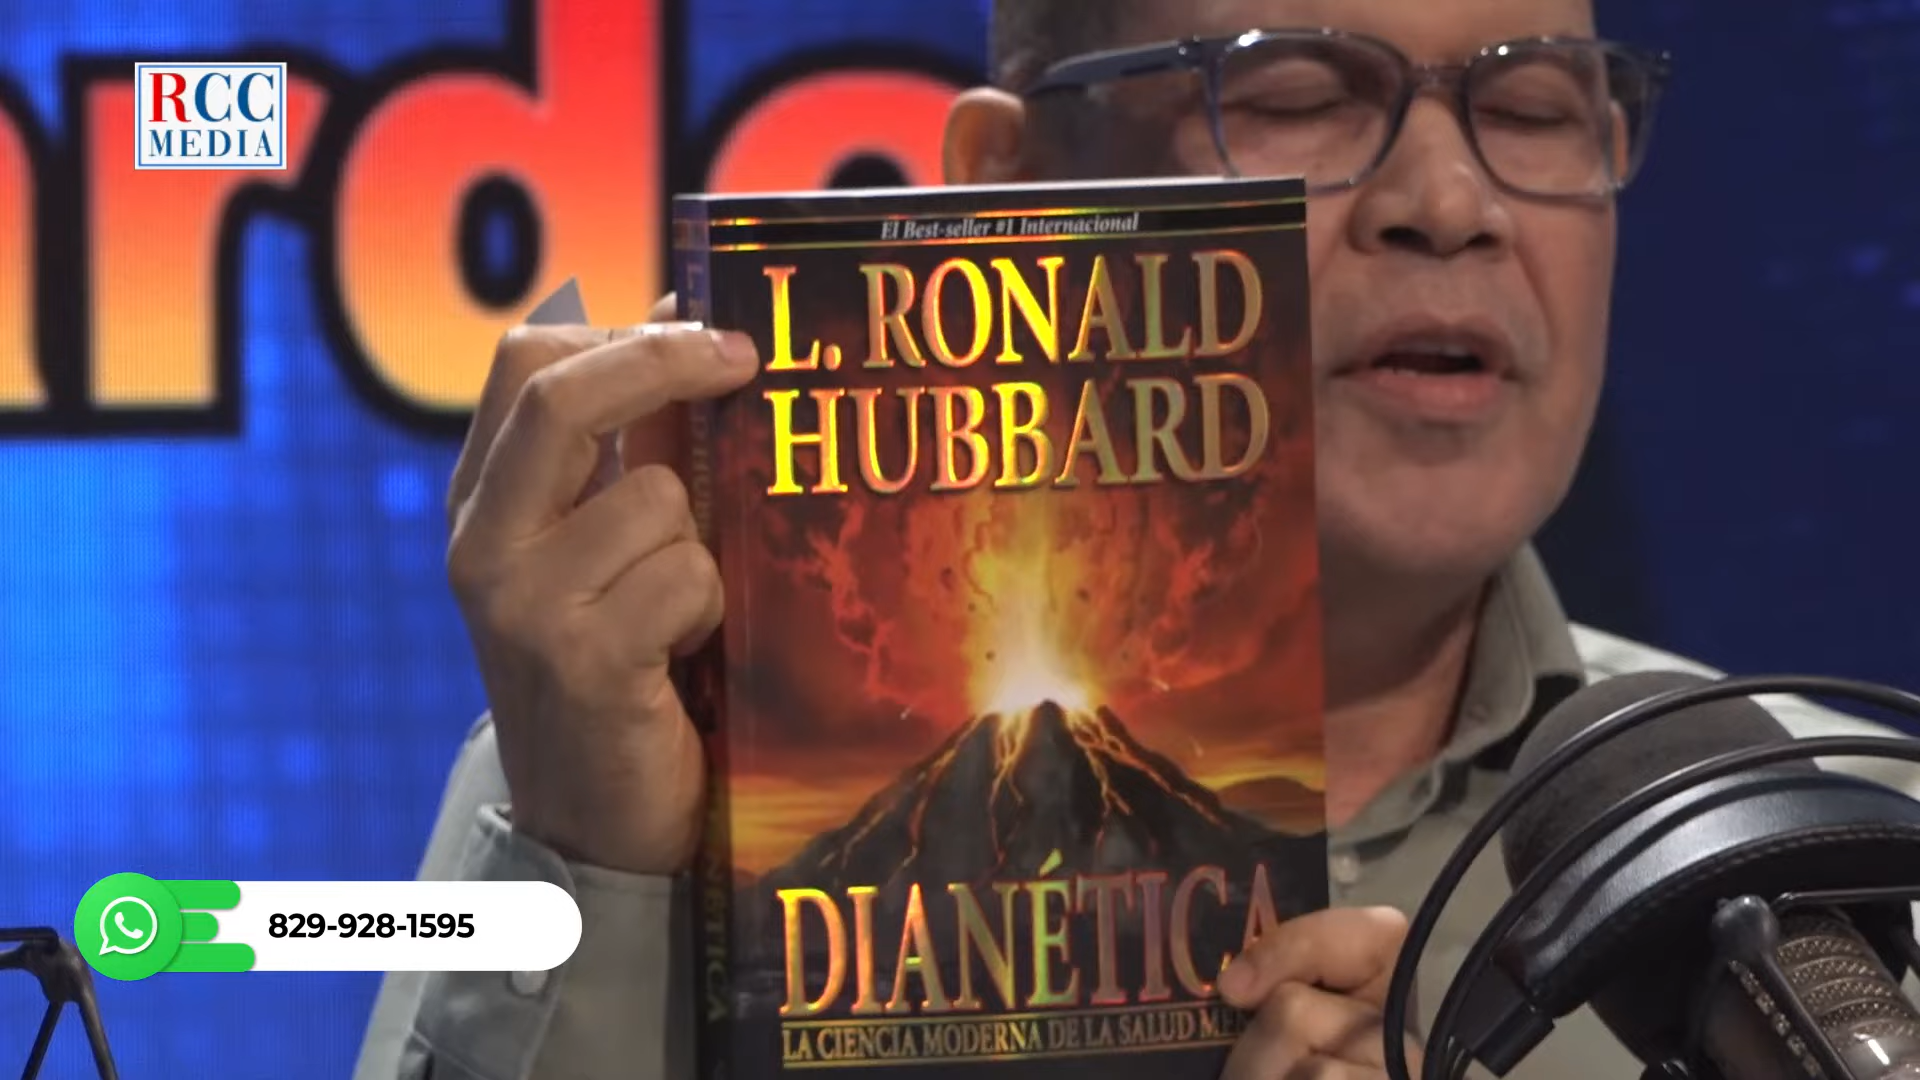 ardo
RCC
MEDIA
El Best-seller #1 Internacional
L. RONALD
HUBBARD
DIANÉTICA
LA CIENCIA MODERNA DE LA SALUD
829-928-1595